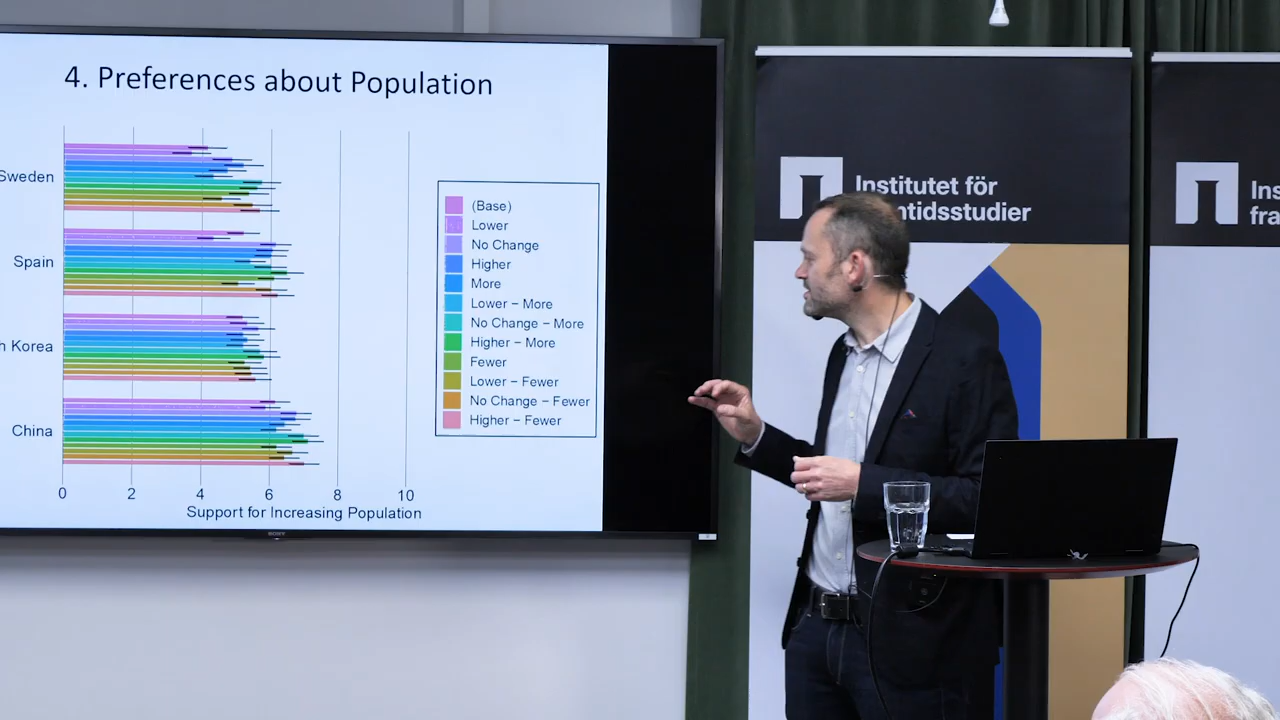 4. Preferences about Population
Sweden
Spain
h Korea
China
0 2 4 6 8 10
Support for Increasing Population
(Base)
Lower
No Change
Higher
More
Lower – More
No Change – More
Higher – More
Fewer
Lower – Fewer
No Change – Fewer
Higher – Fewer
SONY
Institutet för
ntidsstudier
Ins
fra